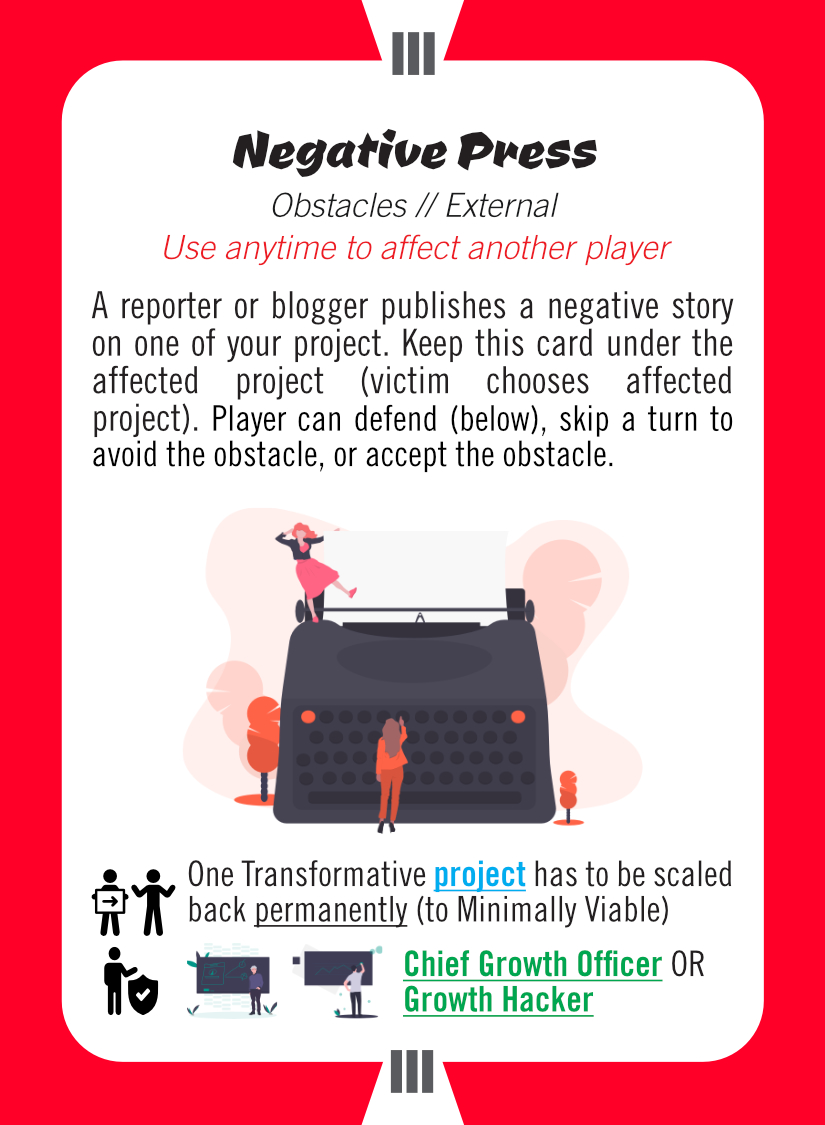 III
Negative Press
Obstacles // External
Use anytime to affect another player
A reporter or blogger publishes a negative story
on one of your project. Keep this card under the
affected project (victim chooses affected
project). Player can defend (below), skip a turn to
avoid the obstacle, or accept the obstacle.
One Transformative project has to be scaled
back permanently (to Minimally Viable)
Chief Growth Officer OR
Growth Hacker
III